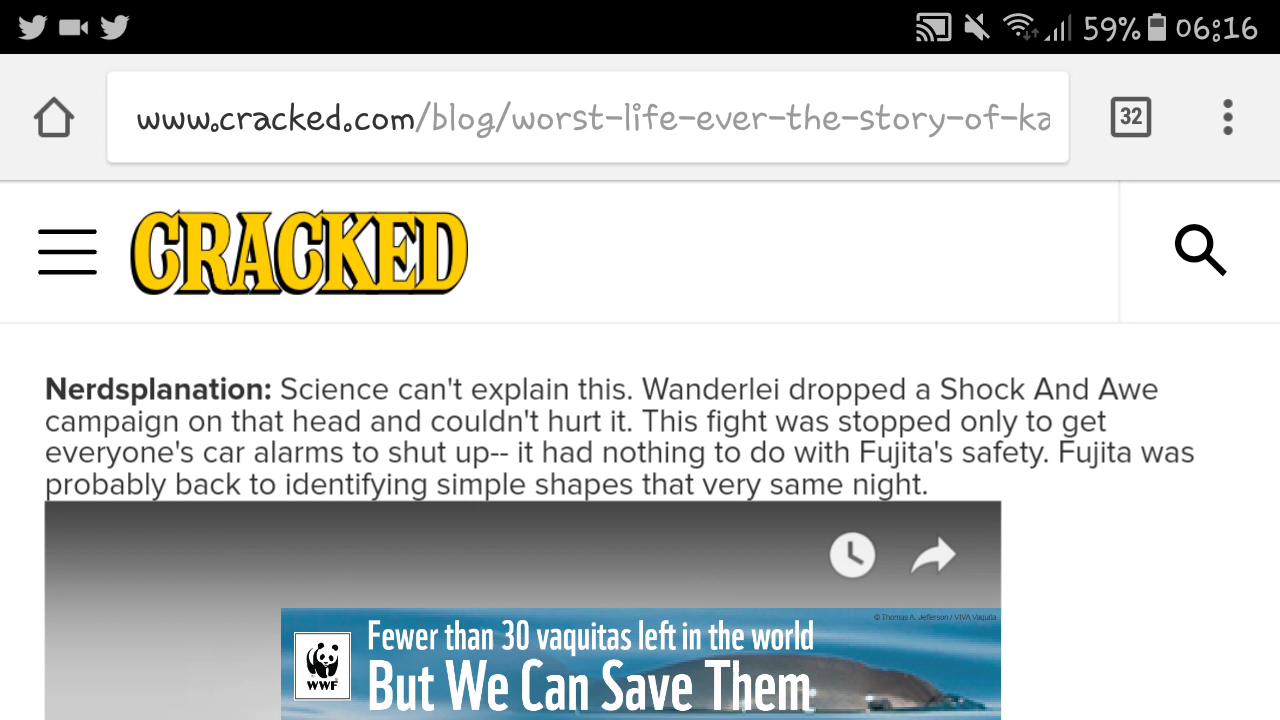 59% 06:16
www.cracked.com/blog/worst-life-ever-the-story-of-ka
32
CRACKED
Nerdsplanation: Science can't explain this. Wanderlei dropped a Shock And Awe
campaign on that head and couldn't hurt it. This fight was stopped only to get
everyone's car alarms to shut up-- it had nothing to do with Fujita's safety. Fujita was
probably back to identifying simple shapes that very same night.
© Thomas A. Jefferson / VIVA Vaquita
Fewer than 30 vaquitas left in the world
WWF
But We Can Save Them